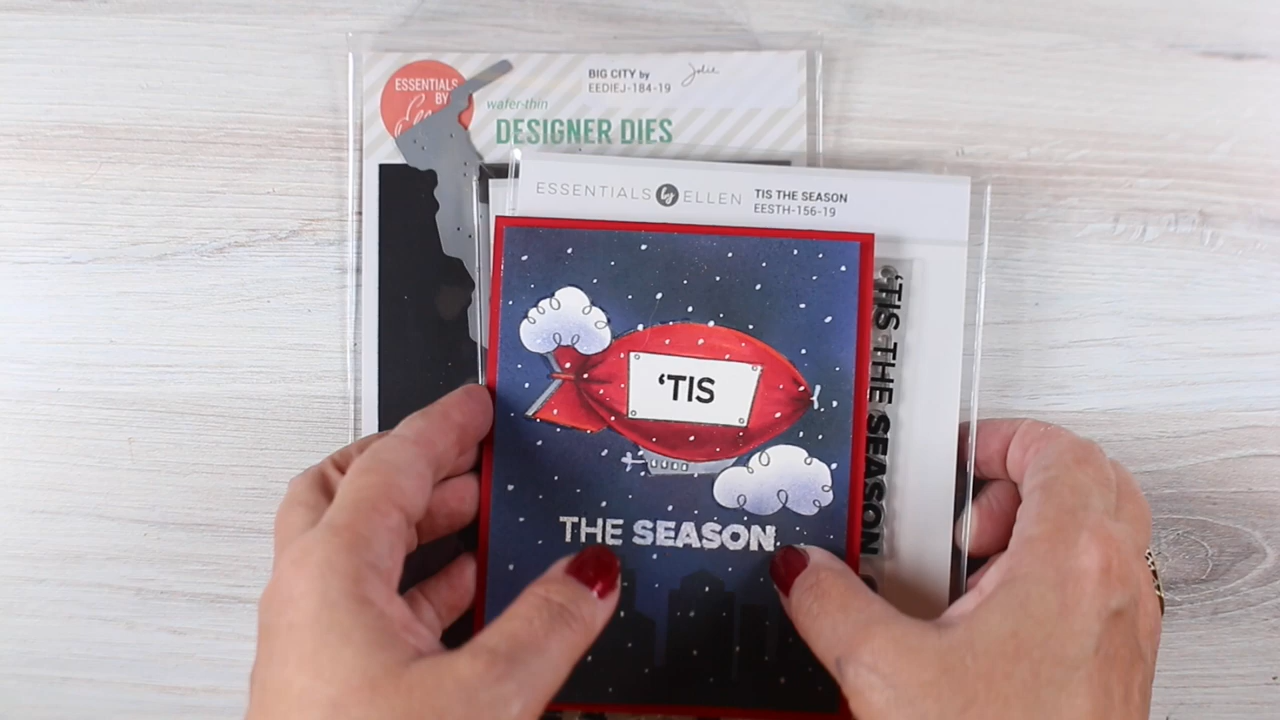 ESSENTIALS
BY
BIG CITY by Jolie
EEDIEJ-184-19
wafer-thin
DESIGNER DIES
ESSENTIALS by ELLEN
TIS THE SEASON
EESTH-156-19
‘TIS
THE SEASON
‘TIS THE SEASON